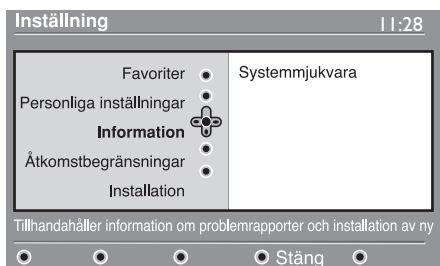 Inställning 11:28
Favoriter
Personliga inställningar
Information
Åtkomstbegränsningar
Installation
Systemmjukvara
Tillhandahåller information om problemrapporter och installation av ny
Stäng